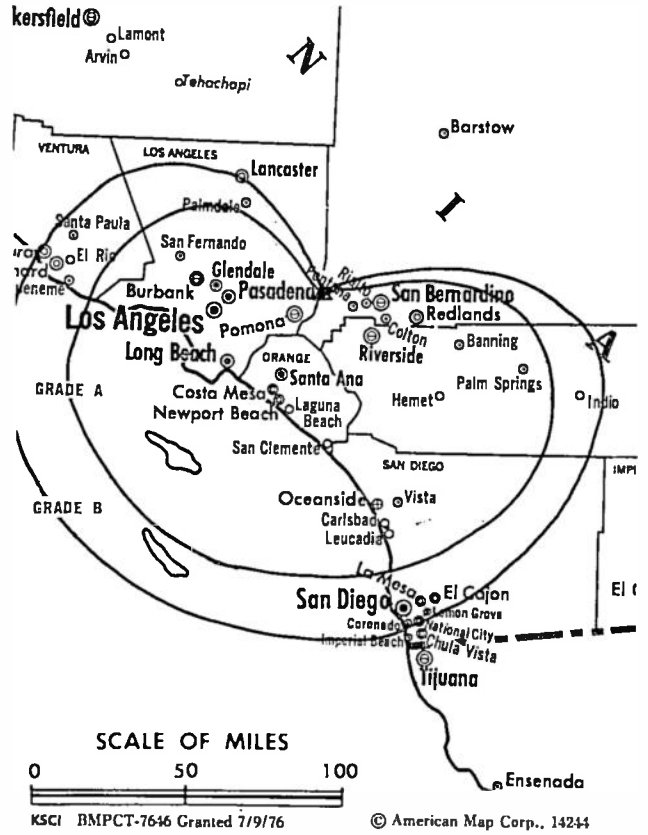 kersfield
Lamont
Arvin
Tehachapi
N
Barstow
VENTURA
LOS ANGELES
Lancaster
I
Palmdale
Santa Paula
San Fernando
El Rio
Glendale
Rialto
Fontana
Burbank
Pasadena
San Bernardino
Los Angeles
Pomona
Colton
Redlands
A
Riverside
Banning
Long Beach
ORANGE
Santa Ana
Palm Springs
GRADE A
Costa Mesa
Hemet
Indio
Newport Beach
Laguna
Beach
San Clemente
SAN DIEGO
IMPE
Oceanside
Vista
GRADE B
Carlsbad
Leucadia
La Mesa
El Cajon
El C
San Diego
Lemon Grove
Coronado
National City
Imperial Beach
Chula Vista
Tijuana
SCALE OF MILES
0 50 100
Ensenada
KSCI BMPCT-7646 Granted 7/9/76
© American Map Corp., 14244